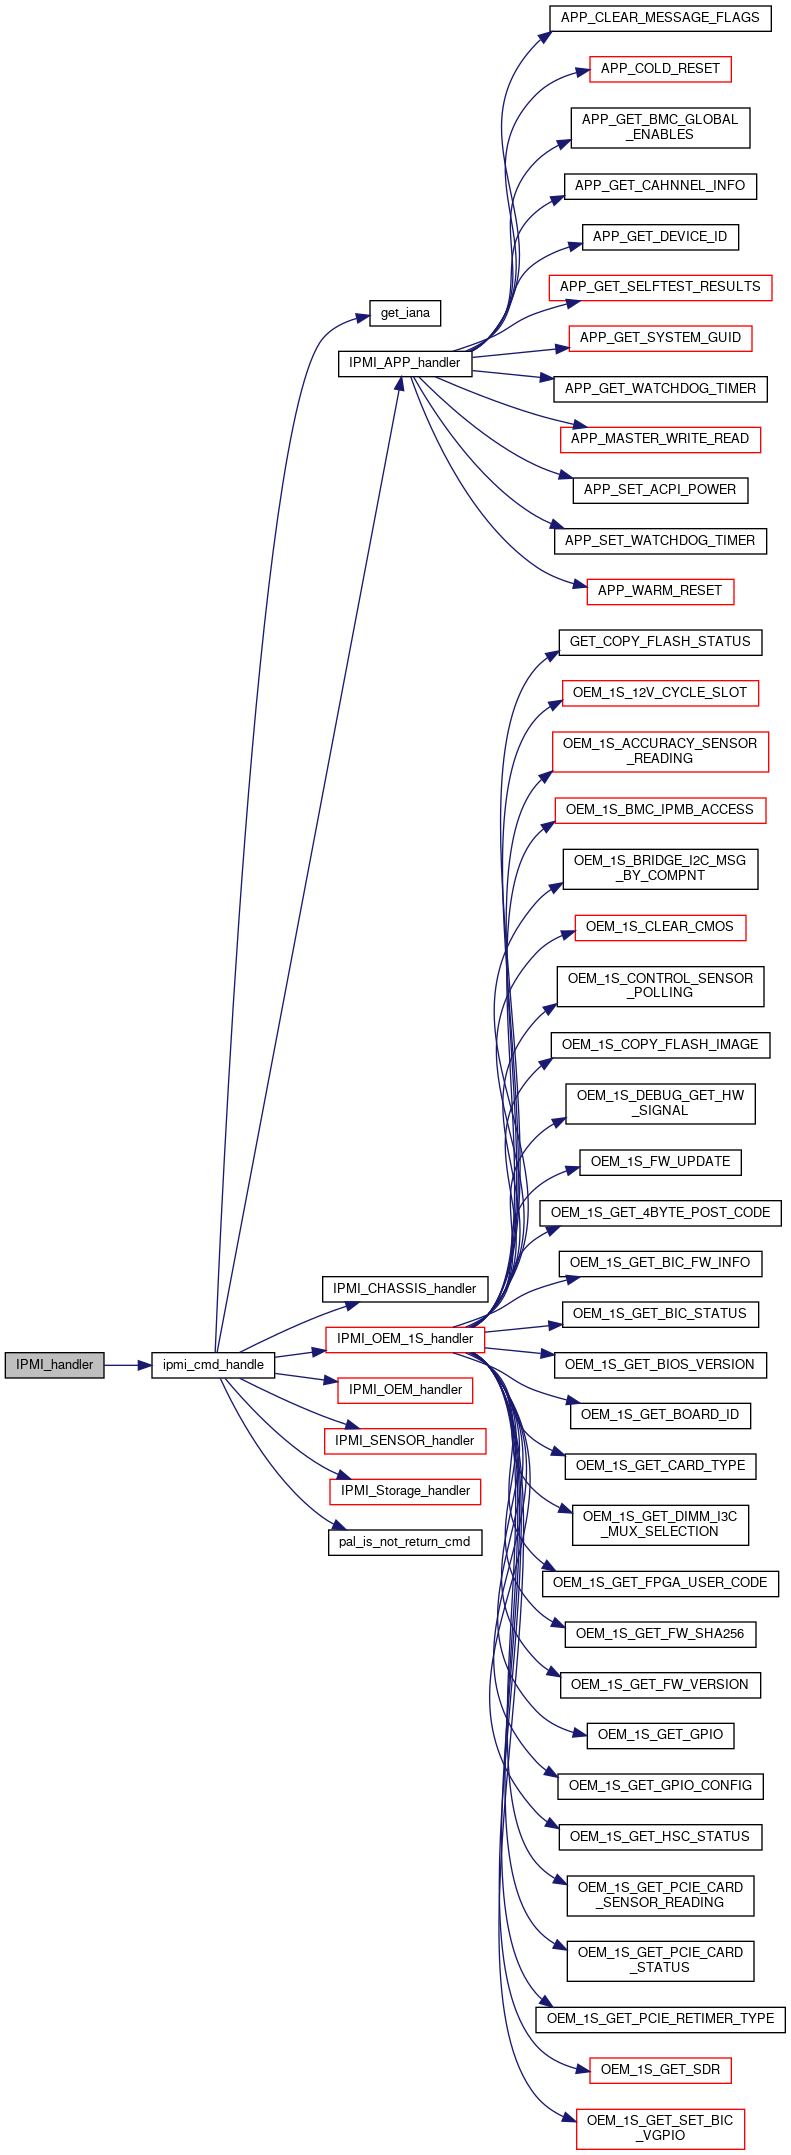 APP_CLEAR_MESSAGE_FLAGS
APP_COLD_RESET
APP_GET_BMC_GLOBAL
_ENABLES
APP_GET_CAHNNEL_INFO
APP_GET_DEVICE_ID
APP_GET_SELFTEST_RESULTS
get_iana
APP_GET_SYSTEM_GUID
IPMI_APP_handler
APP_GET_WATCHDOG_TIMER
APP_MASTER_WRITE_READ
APP_SET_ACPI_POWER
APP_SET_WATCHDOG_TIMER
APP_WARM_RESET
GET_COPY_FLASH_STATUS
OEM_1S_12V_CYCLE_SLOT
OEM_1S_ACCURACY_SENSOR
_READING
OEM_1S_BMC_IPMB_ACCESS
OEM_1S_BRIDGE_I2C_MSG
_BY_COMPNT
OEM_1S_CLEAR_CMOS
OEM_1S_CONTROL_SENSOR
_POLLING
OEM_1S_COPY_FLASH_IMAGE
OEM_1S_DEBUG_GET_HW
_SIGNAL
OEM_1S_FW_UPDATE
OEM_1S_GET_4BYTE_POST_CODE
OEM_1S_GET_BIC_FW_INFO
IPMI_CHASSIS_handler
OEM_1S_GET_BIC_STATUS
IPMI_OEM_1S_handler
IPMI_handler
ipmi_cmd_handle
OEM_1S_GET_BIOS_VERSION
IPMI_OEM_handler
OEM_1S_GET_BOARD_ID
IPMI_SENSOR_handler
OEM_1S_GET_CARD_TYPE
IPMI_Storage_handler
OEM_1S_GET_DIMM_I3C
_MUX_SELECTION
pal_is_not_return_cmd
OEM_1S_GET_FPGA_USER_CODE
OEM_1S_GET_FW_SHA256
OEM_1S_GET_FW_VERSION
OEM_1S_GET_GPIO
OEM_1S_GET_GPIO_CONFIG
OEM_1S_GET_HSC_STATUS
OEM_1S_GET_PCIE_CARD
_SENSOR_READING
OEM_1S_GET_PCIE_CARD
_STATUS
OEM_1S_GET_PCIE_RETIMER_TYPE
OEM_1S_GET_SDR
OEM_1S_GET_SET_BIC
_VGPIO